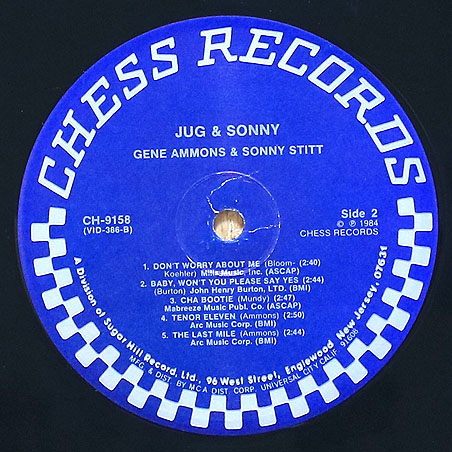 CHESS RECORDS
JUG & SONNY
GENE AMMONS & SONNY STITT
CH-9158
(VID-386-B)
Side 2
© ℗ 1984
CHESS RECORDS
1. DON'T WORRY ABOUT ME (Bloom- (2:40)
Koehler) Mills Music, Inc. (ASCAP)
2. BABY, WON'T YOU PLEASE SAY YES (2:44)
(Burton) John Henry Burton, LTD. (BMI)
3. CHA BOOTIE (Mundy) (2:47)
Mabreeze Music Publ. Co. (ASCAP)
4. TENOR ELEVEN (Ammons) (2:50)
Arc Music Corp. (BMI)
5. THE LAST MILE (Ammons) (2:44)
Arc Music Corp. (BMI)
A Division of Sugar Hill Record, Ltd., 96 West Street, Englewood New Jersey, 07631
MFG. & DIST. BY MCA DIST. CORP. UNIVERSAL CITY CALIF. 91608